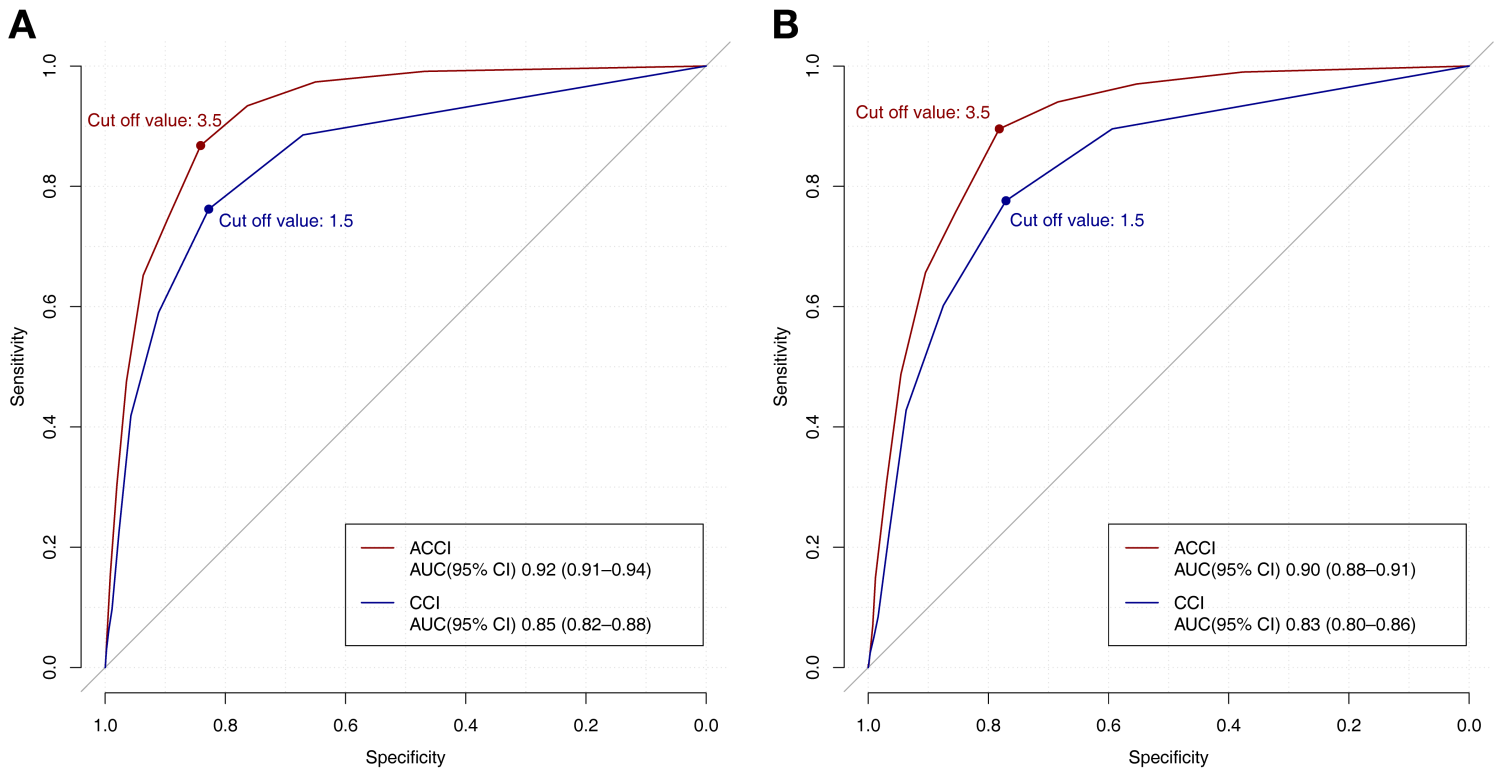 A
Sensitivity
1.0
0.8
0.6
0.4
0.2
0.0
Cut off value: 3.5
Cut off value: 1.5
ACCI
AUC(95% CI) 0.92 (0.91–0.94)
CCI
AUC(95% CI) 0.85 (0.82–0.88)
1.0 0.8 0.6 0.4 0.2 0.0
Specificity
B
Sensitivity
1.0
0.8
0.6
0.4
0.2
0.0
Cut off value: 3.5
Cut off value: 1.5
ACCI
AUC(95% CI) 0.90 (0.88–0.91)
CCI
AUC(95% CI) 0.83 (0.80–0.86)
1.0 0.8 0.6 0.4 0.2 0.0
Specificity